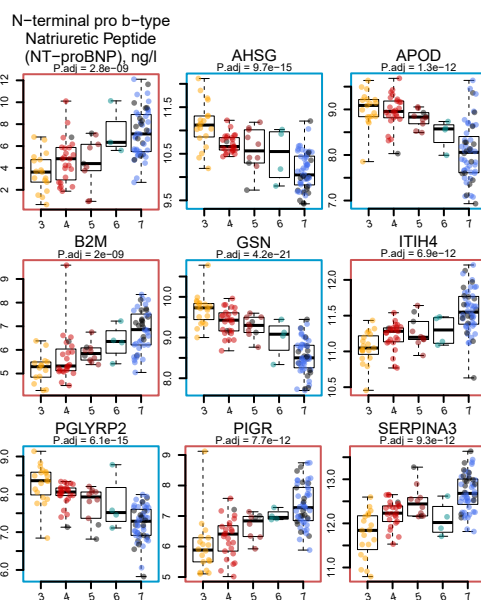 N−terminal pro b−type
Natriuretic Peptide
(NT−proBNP), ng/l
P.adj = 2.8e−09
12
10
8
6
4
2
3 4 5 6 7
AHSG
P.adj = 9.7e−15
11.5
10.5
9.5
3 4 5 6 7
APOD
P.adj = 1.3e−12
9.0
8.0
7.0
3 4 5 6 7
B2M
P.adj = 2e−09
9
8
7
6
5
3 4 5 6 7
GSN
P.adj = 4.2e−21
10.0
9.0
8.0
3 4 5 6 7
ITIH4
P.adj = 6.9e−12
12.0
11.5
11.0
10.5
3 4 5 6 7
PGLYRP2
P.adj = 6.1e−15
9.0
8.0
7.0
6.0
3 4 5 6 7
PIGR
P.adj = 7.7e−12
9
8
7
6
5
3 4 5 6 7
SERPINA3
P.adj = 9.3e−12
13.0
12.0
11.0
3 4 5 6 7